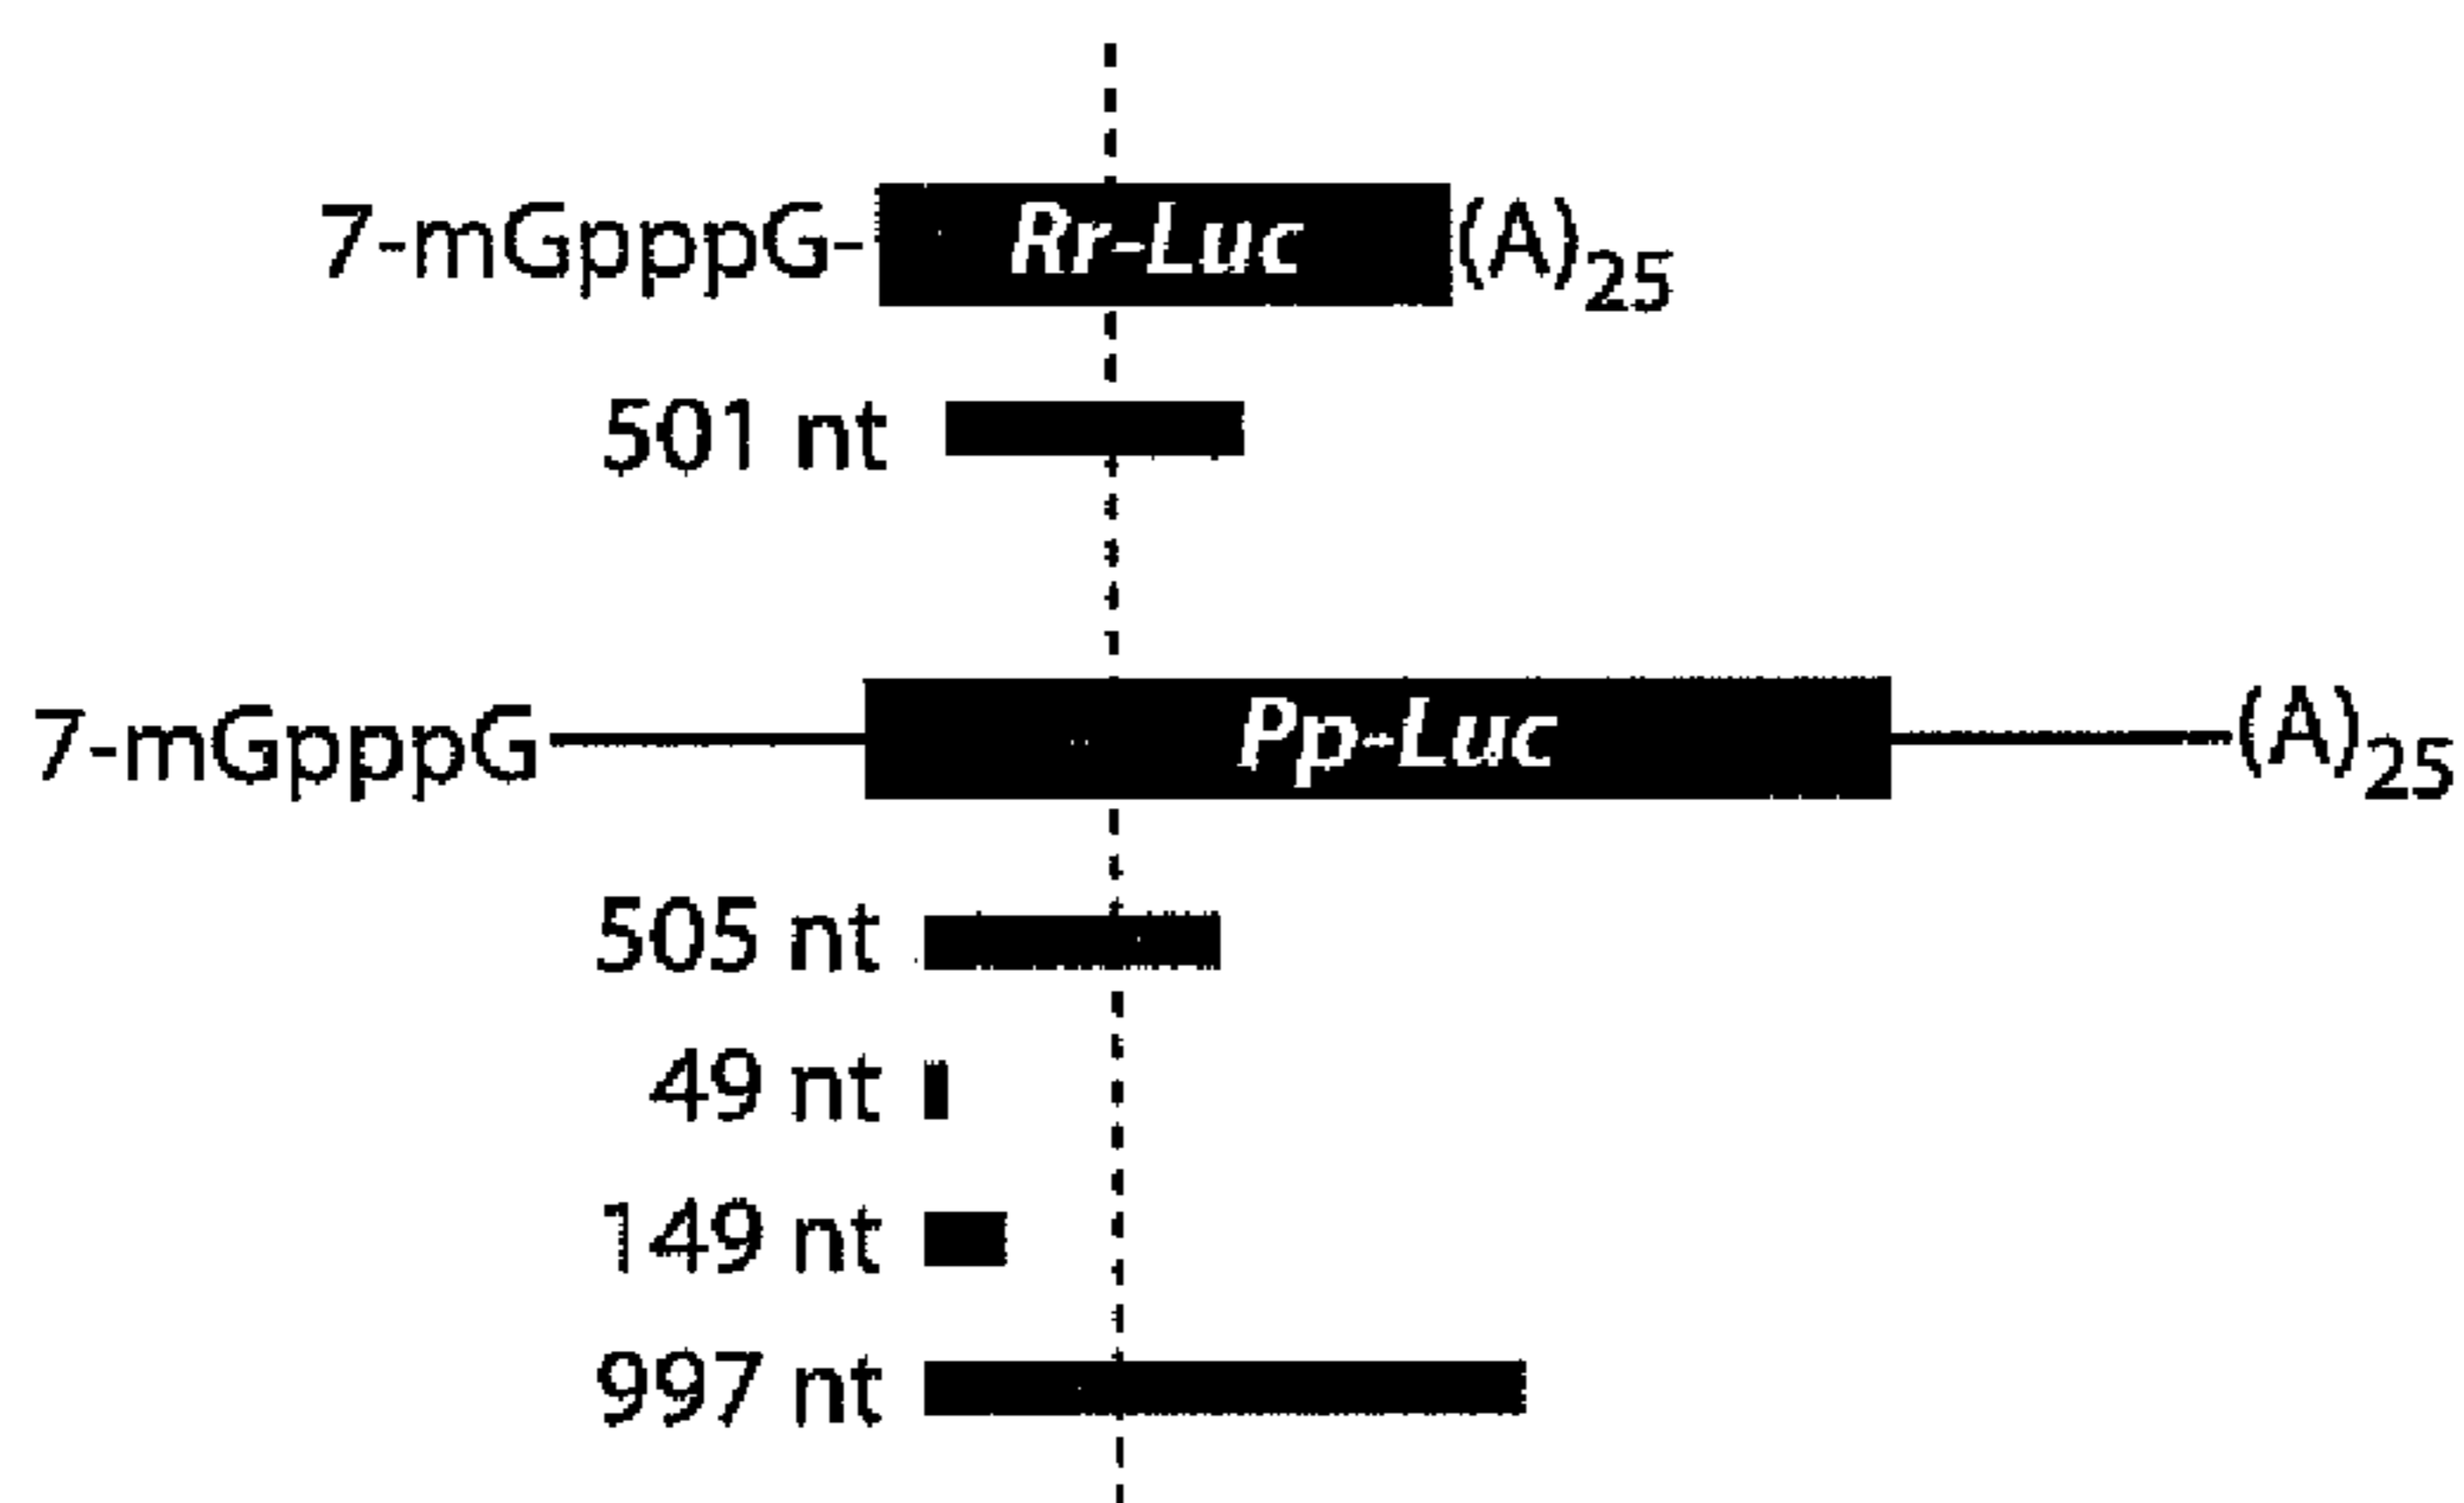 7-mGpppG- Rr-Luc (A)25
501 nt
7-mGpppG Pp-Luc (A)25
505 nt
49 nt
149 nt
997 nt